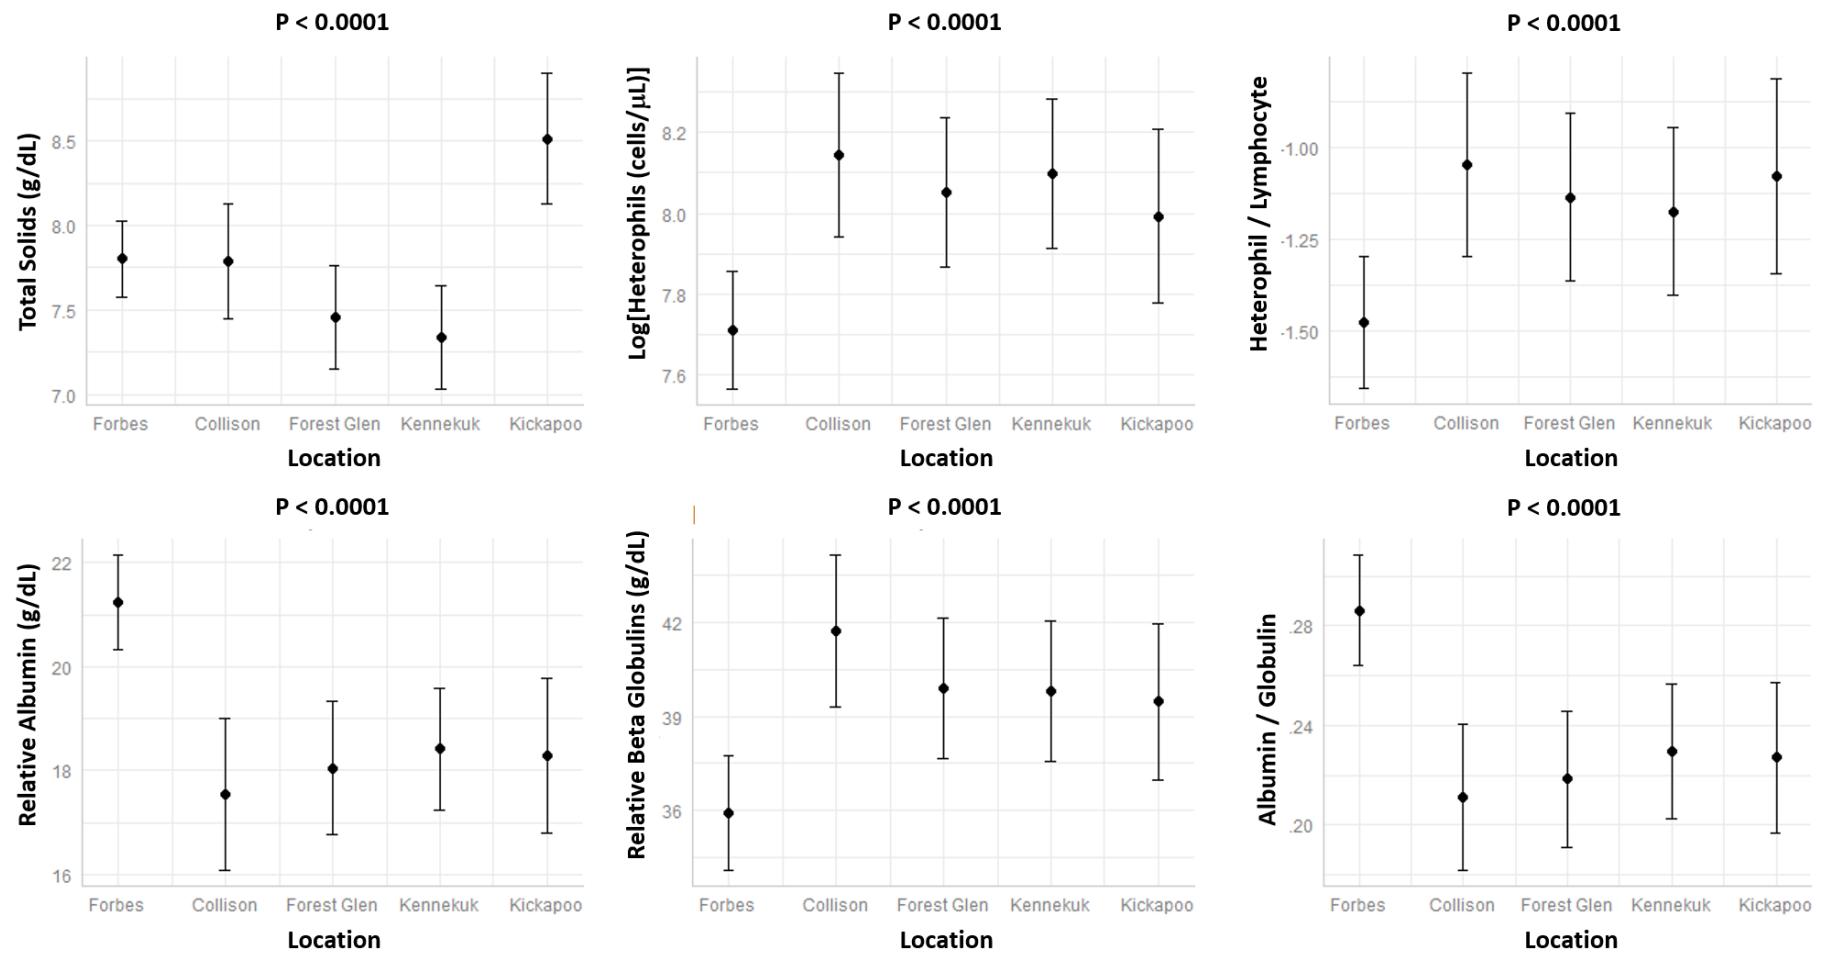 P < 0.0001
Total Solids (g/dL)
8.5
8.0
7.5
7.0
Forbes Collison Forest Glen Kennekuk Kickapoo
Location
P < 0.0001
Log[Heterophils (cells/µL)]
8.2
8.0
7.8
7.6
Forbes Collison Forest Glen Kennekuk Kickapoo
Location
P < 0.0001
Heterophil / Lymphocyte
-1.00
-1.25
-1.50
Forbes Collison Forest Glen Kennekuk Kickapoo
Location
P < 0.0001
Relative Albumin (g/dL)
22
20
18
16
Forbes Collison Forest Glen Kennekuk Kickapoo
Location
P < 0.0001
Relative Beta Globulins (g/dL)
42
39
36
Forbes Collison Forest Glen Kennekuk Kickapoo
Location
P < 0.0001
Albumin / Globulin
.28
.24
.20
Forbes Collison Forest Glen Kennekuk Kickapoo
Location